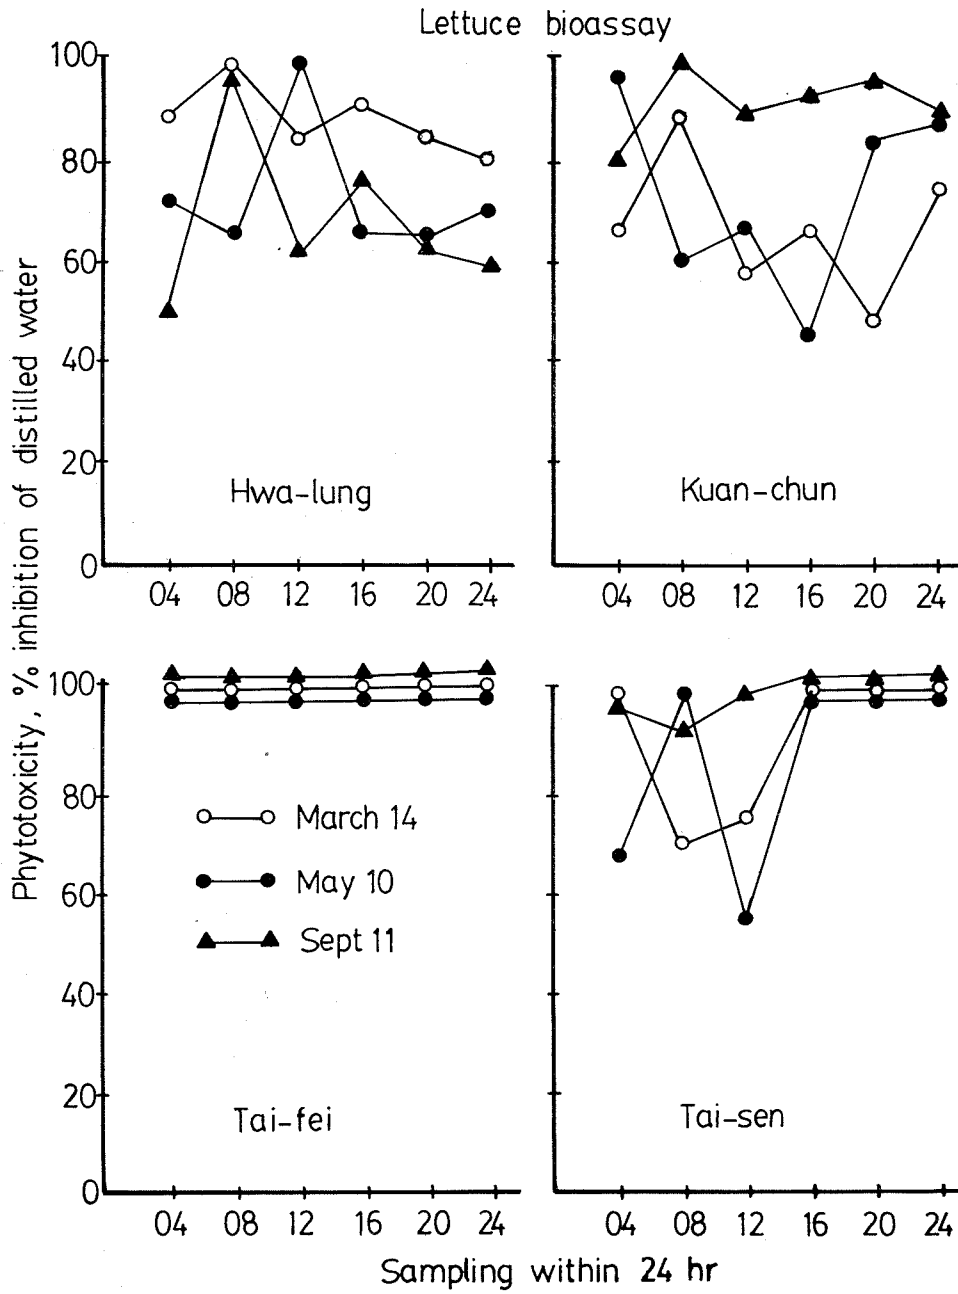 Lettuce bioassay
Phytotoxicity, % inhibition of distilled water
100
80
60
40
20
0
Hwa-lung
04 08 12 16 20 24
Kuan-chun
04 08 12 16 20 24
100
80
60
40
20
0
March 14
May 10
Sept 11
Tai-fei
04 08 12 16 20 24
Tai-sen
04 08 12 16 20 24
Sampling within 24 hr